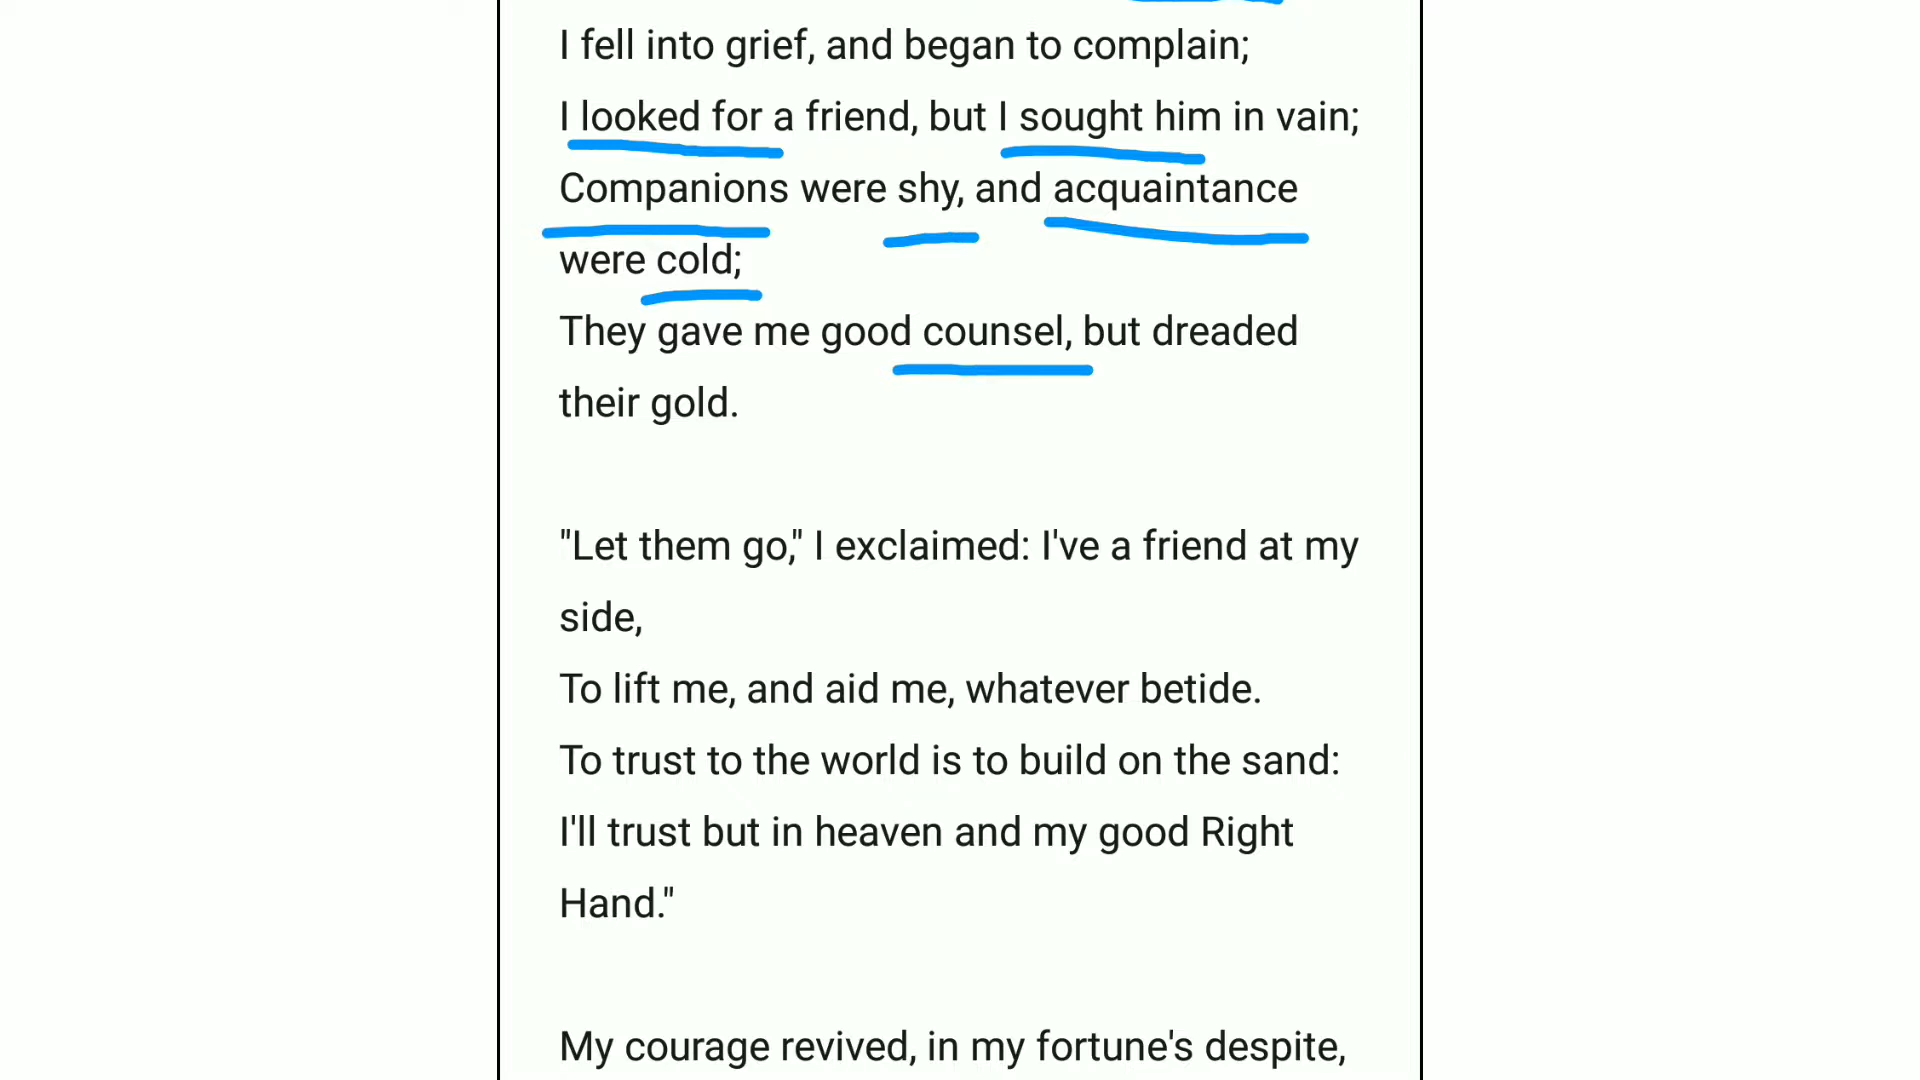 I fell into grief, and began to complain;
I looked for a friend, but I sought him in vain;
Companions were shy, and acquaintance
were cold;
They gave me good counsel, but dreaded
their gold.
"Let them go," I exclaimed: I've a friend at my
side,
To lift me, and aid me, whatever betide.
To trust to the world is to build on the sand:
I'll trust but in heaven and my good Right
Hand."
My courage revived, in my fortune's despite,